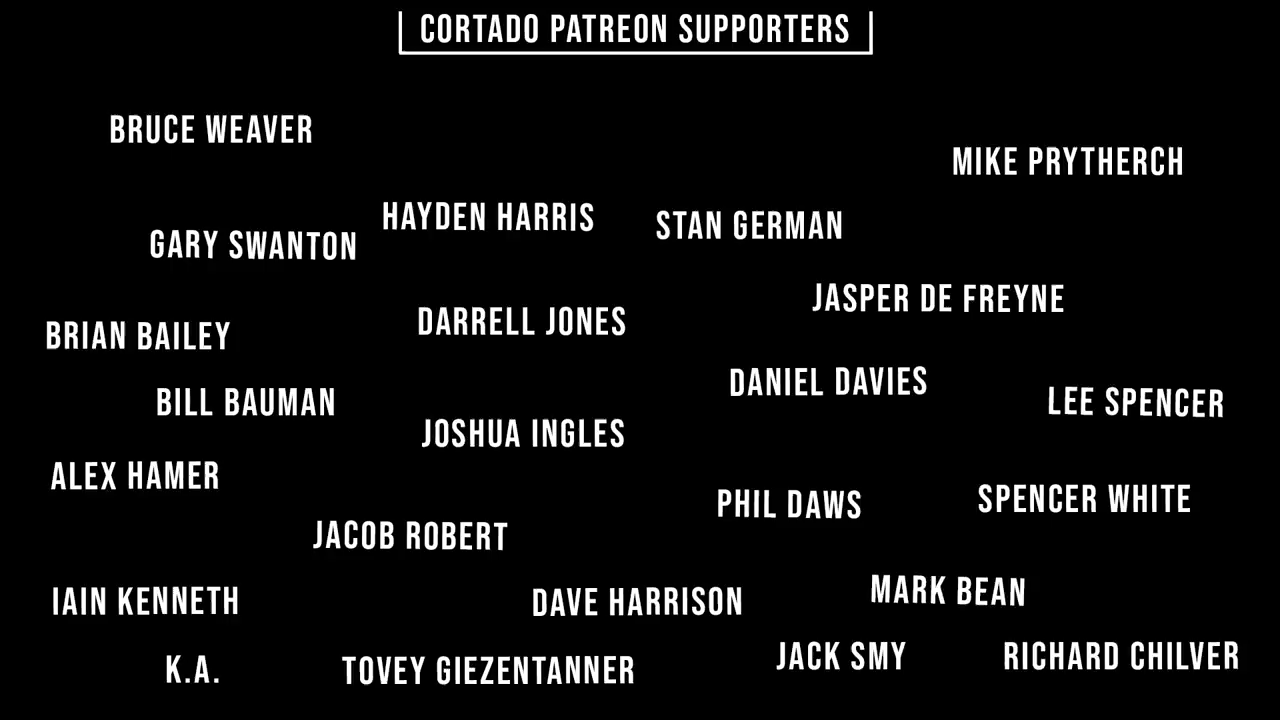 CORTADO PATREON SUPPORTERS
BRUCE WEAVER
MIKE PRYTHERCH
HAYDEN HARRIS
STAN GERMAN
GARY SWANTON
JASPER DE FREYNE
DARRELL JONES
BRIAN BAILEY
DANIEL DAVIES
BILL BAUMAN
LEE SPENCER
JOSHUA INGLES
ALEX HAMER
PHIL DAWS
SPENCER WHITE
JACOB ROBERT
IAIN KENNETH
DAVE HARRISON
MARK BEAN
K.A.
TOVEY GIEZENTANNER
JACK SMY
RICHARD CHILVER